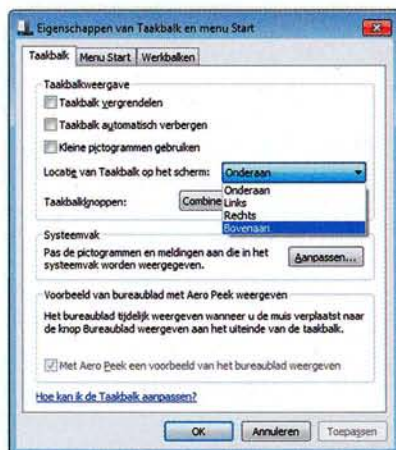 Eigenschappen van Taakbalk en menu Start
Taakbalk Menu Start Werkbalken
Taakbalkweergave
Taakbalk vergrendelen
Taakbalk automatisch verbergen
Kleine pictogrammen gebruiken
Locatie van Taakbalk op het scherm: Onderaan
Onderaan
Links
Rechts
Bovenaan
Taakbalkknoppen: Combine
Systeemvak
Pas de pictogrammen en meldingen aan die in het
systeemvak worden weergegeven.
Aanpassen...
Voorbeeld van bureaublad met Aero Peek weergeven
Het bureaublad tijdelijk weergeven wanneer u de muis verplaatst naar
de knop Bureaublad weergeven aan het uiteinde van de taakbalk.
Met Aero Peek een voorbeeld van het bureaublad weergeven
Hoe kan ik de Taakbalk aanpassen?
OK Annuleren Toepassen